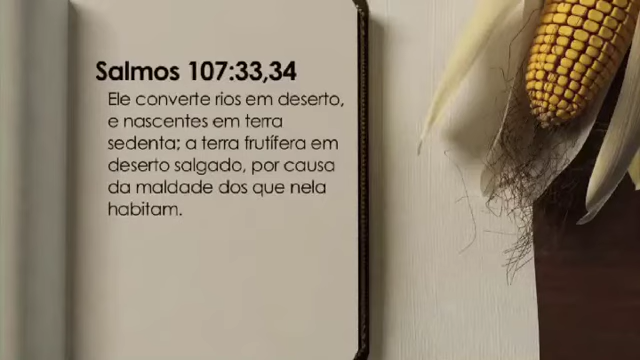 Salmos 107:33,34
Ele converte rios em deserto,
e nascentes em terra
sedenta; a terra frutífera em
deserto salgado, por causa
da maldade dos que nela
habitam.